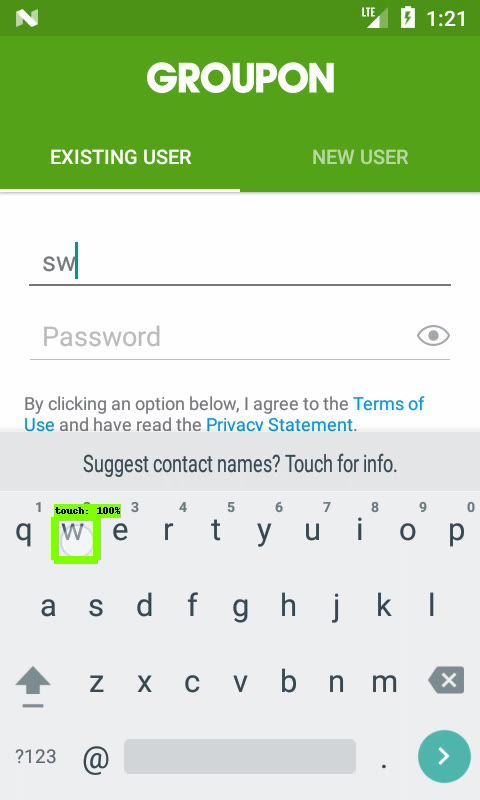 LTE 1:21
GROUPON
EXISTING USER NEW USER
sw
Password
By clicking an option below, I agree to the Terms of
Use and have read the Privacy Statement.
Suggest contact names? Touch for info.
touch: 100%
1 2 3 4 5 6 7 8 9 0
q w e r t y u i o p
a s d f g h j k l
z x c v b n m
?123 @ .